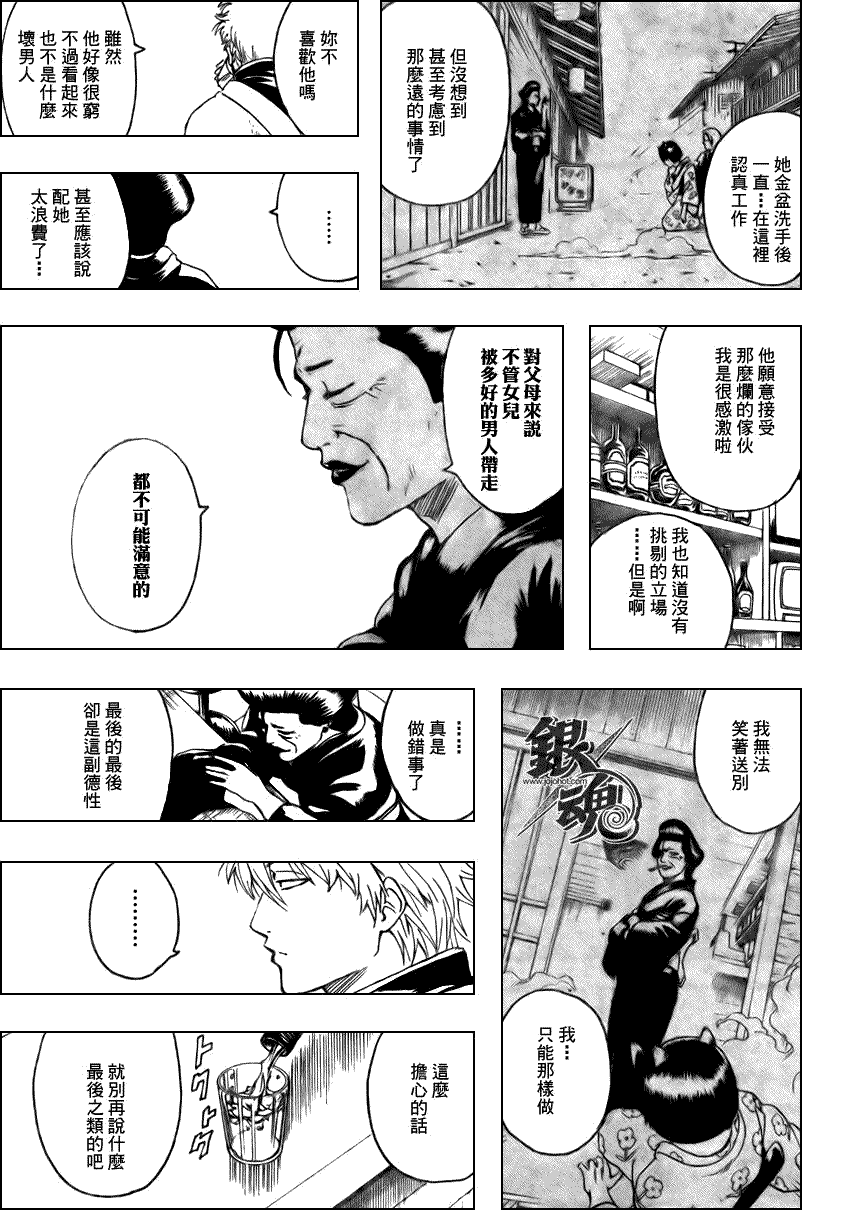 她金盆洗手後
一直…在這裡
認真工作
但沒想到
甚至考慮到
那麼遠的事情了
妳不
喜歡他嗎
雖然
他好像很窮
不過看起來
也不是什麼
壞男人
……
甚至應該說
配她
太浪費了…
他願意接受
那麼爛的傢伙
我是很感激啦
我也知道沒有
挑剔的立場
……但是啊
對父母來說
不管女兒
被多好的男人帶走
都不可能滿意的
我無法
笑著送別
銀魂
www.jojohot.com
我…
只能那樣做
……
真是
做錯事了
最後的最後
卻是這副德性
………
這麼
擔心的話
トクトク
就別再說什麼
最後之類的吧